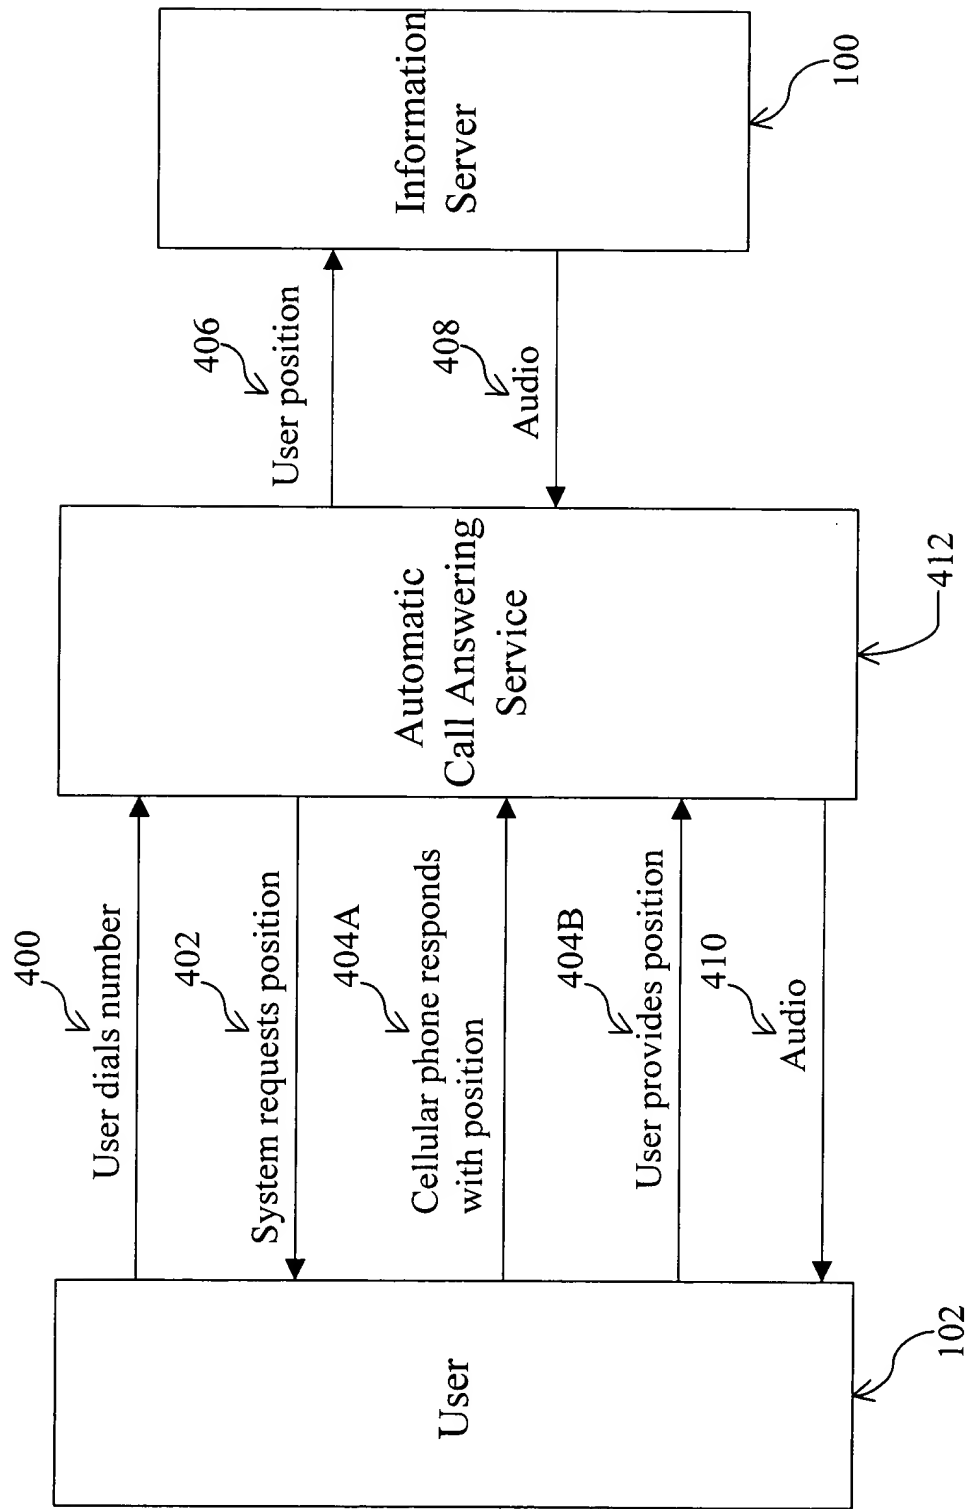 400
User dials number
402
System requests position
404A
Cellular phone responds
with position
404B
User provides position
410
Audio
User
102
Automatic
Call Answering
Service
412
406
User position
408
Audio
Information
Server
100